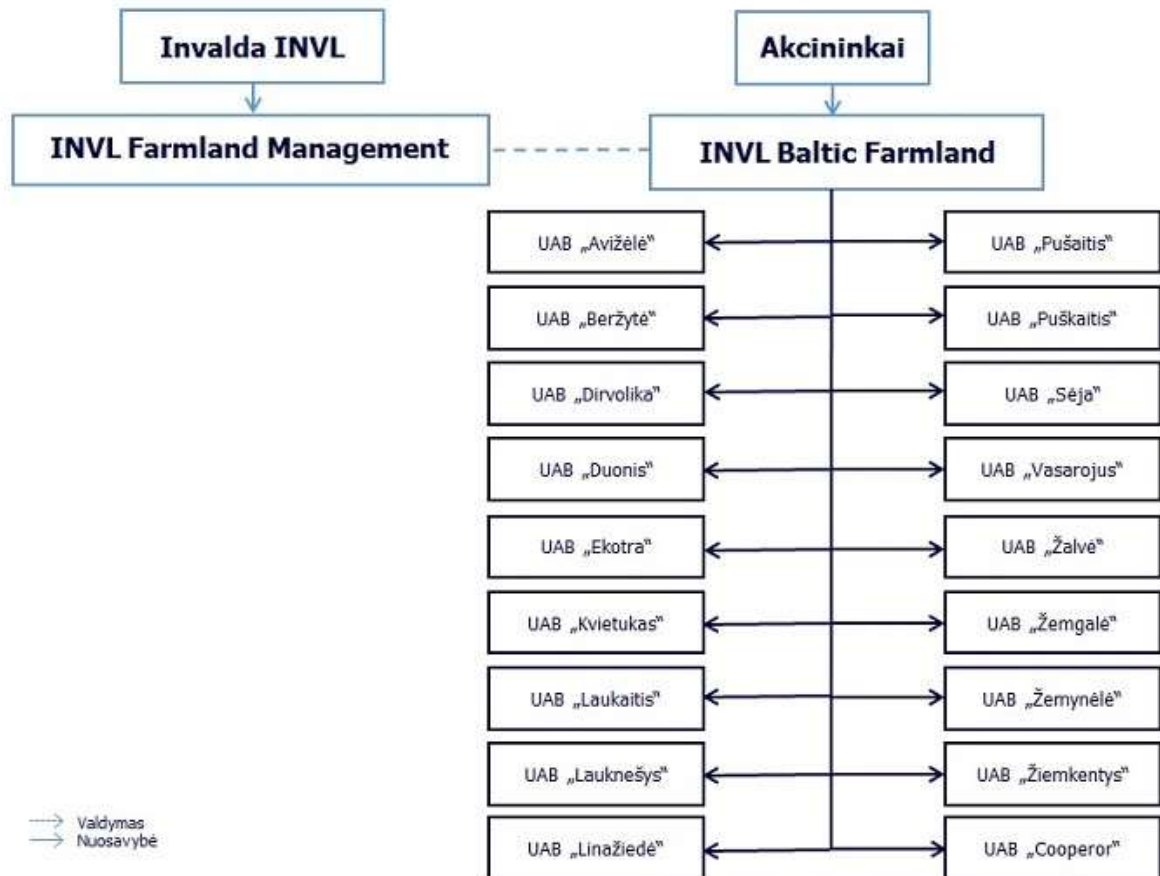 Invalda INVL
Akcininkai
INVL Farmland Management
INVL Baltic Farmland
UAB „Avižėlė“
UAB „Pušaitis“
UAB „Beržytė“
UAB „Puškaitis“
UAB „Dirvolika“
UAB „Sėja“
UAB „Duonis“
UAB „Vasarojus“
UAB „Ekotra“
UAB „Žalvė“
UAB „Kvietukas“
UAB „Žemgalė“
UAB „Laukaitis“
UAB „Žemynėlė“
UAB „Lauknešys“
UAB „Žiemkentys“
UAB „Linažiedė“
UAB „Cooperor“
Valdymas
Nuosavybė